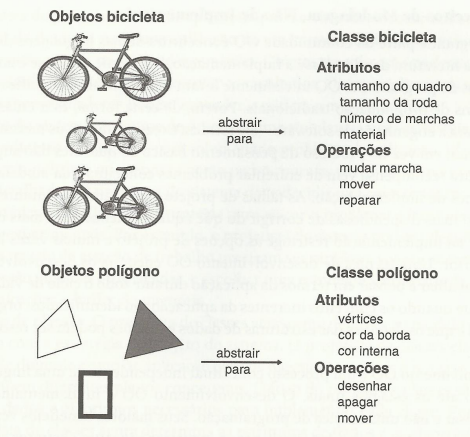 Objetos bicicleta
Classe bicicleta
Atributos
tamanho do quadro
tamanho da roda
número de marchas
material
Operações
mudar marcha
mover
reparar
abstrair
para
Objetos polígono
Classe polígono
Atributos
vértices
cor da borda
cor interna
Operações
desenhar
apagar
mover
abstrair
para